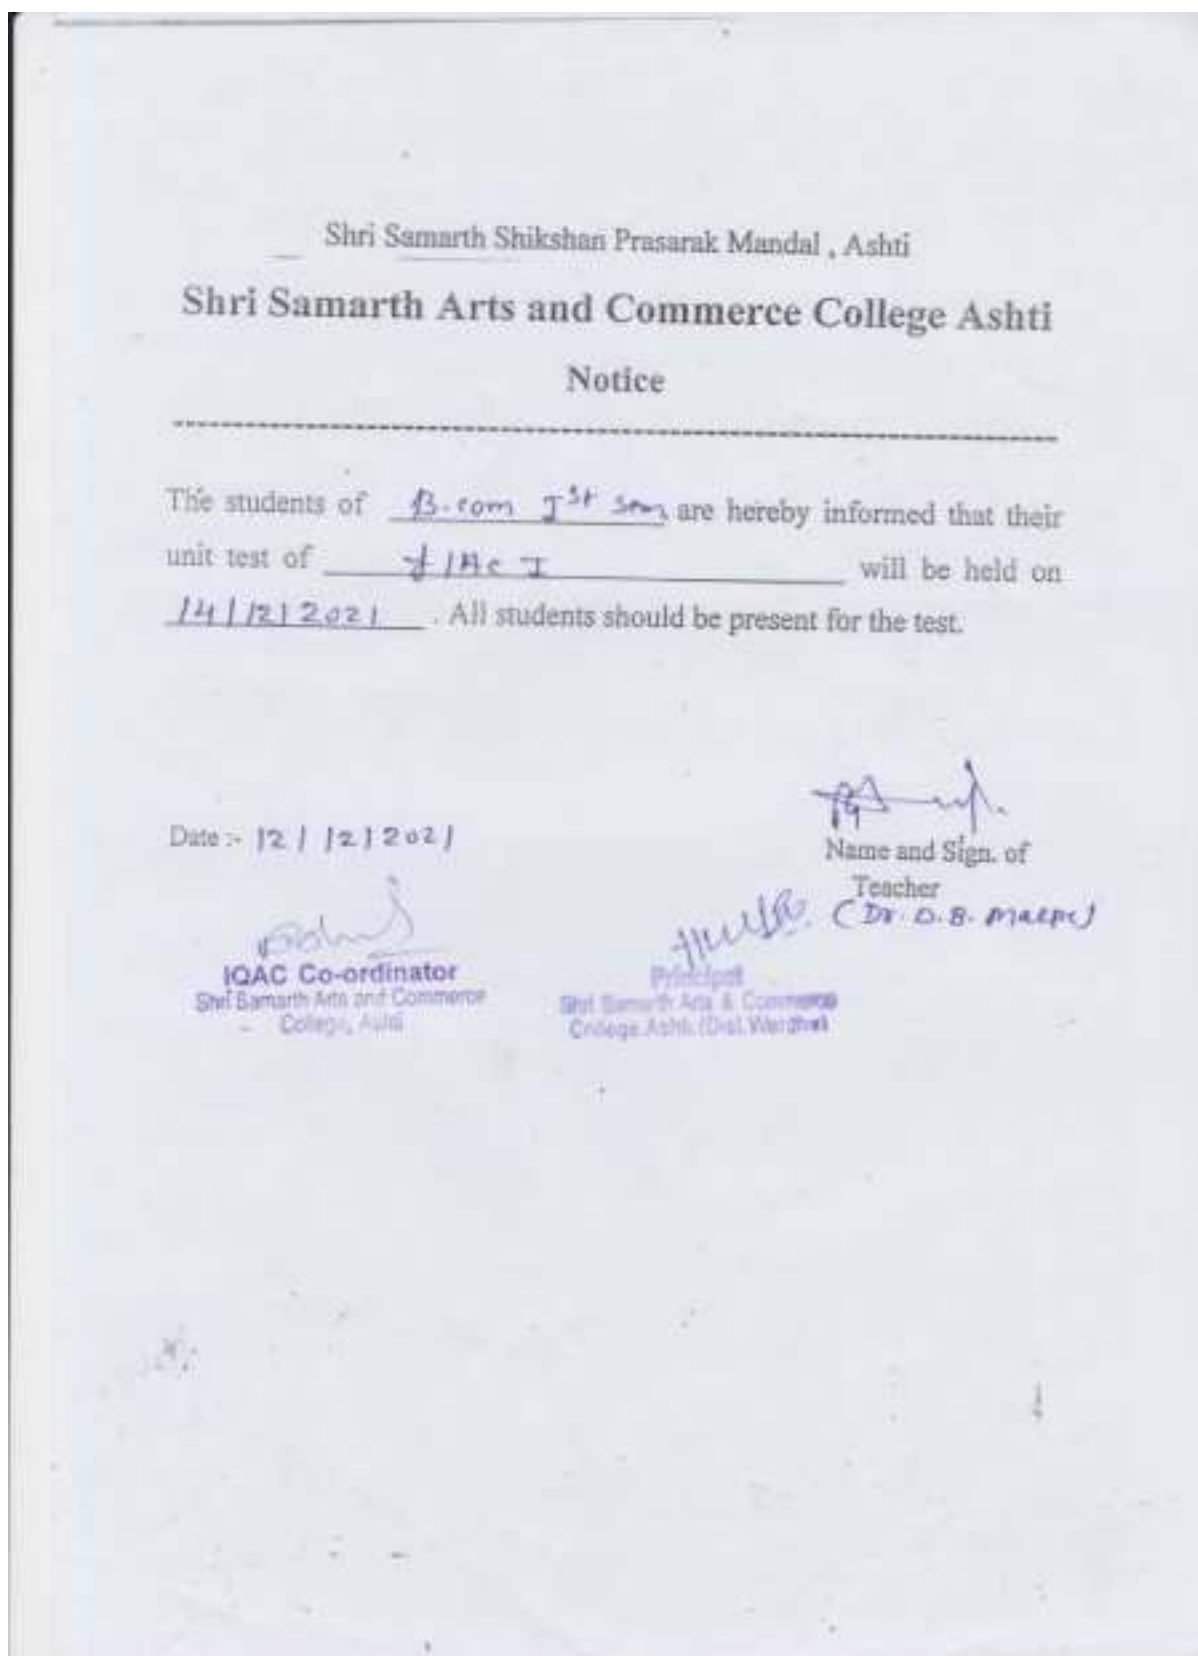 Shri Samarth Shikshan Prasarak Mandal , Ashti
Shri Samarth Arts and Commerce College Ashti
Notice
The students of B.com Ist Sem are hereby informed that their
unit test of will be held on
14/12/2021 . All students should be present for the test.
Date :- 12/12/2021
Name and Sign. of
Teacher
(Dr. D. B.
IQAC Co-ordinator
Shri Samarth Arts and Commerce
College, Ashti
Principal
Shri Samarth Arts & Commerce
College Ashti (Dist. Wardha)